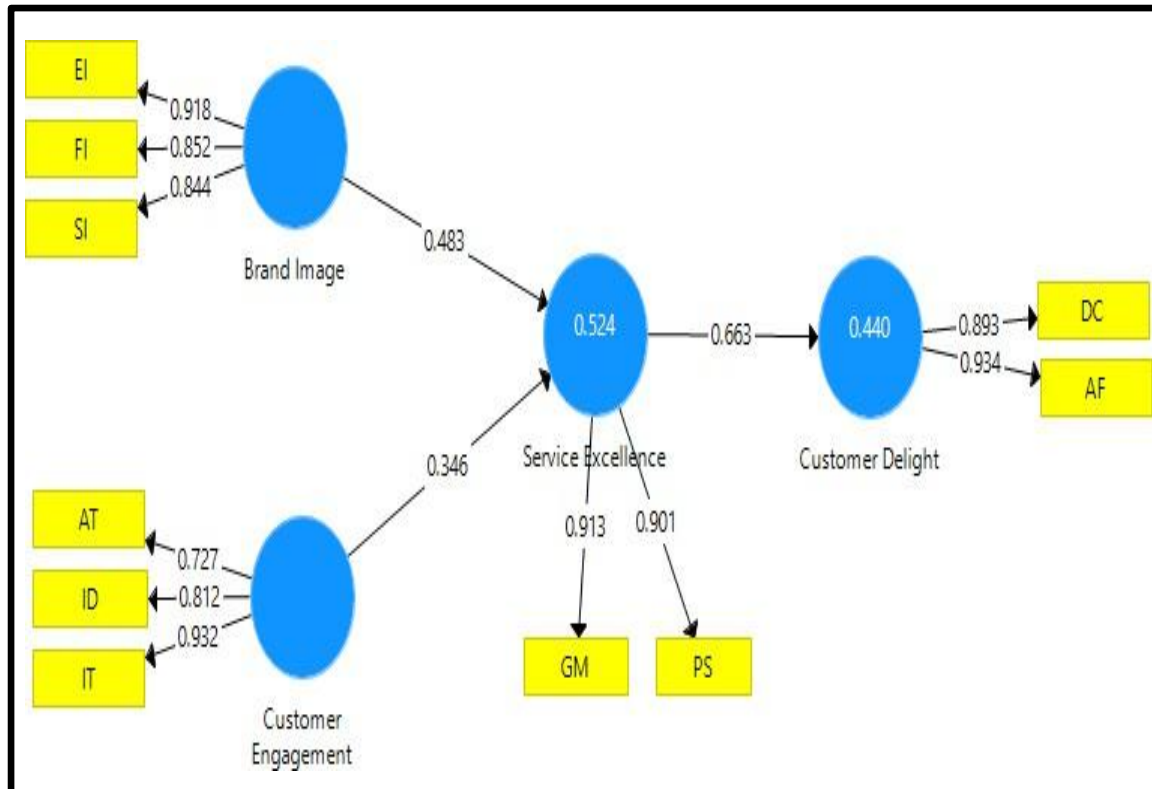 EI
0.918
FI
0.852
SI
0.844
Brand Image
0.483
0.524
0.663
0.440
0.893
DC
0.934
AF
Service Excellence
Customer Delight
0.346
AT
0.727
ID
0.812
IT
0.932
0.913
0.901
GM
PS
Customer
Engagement